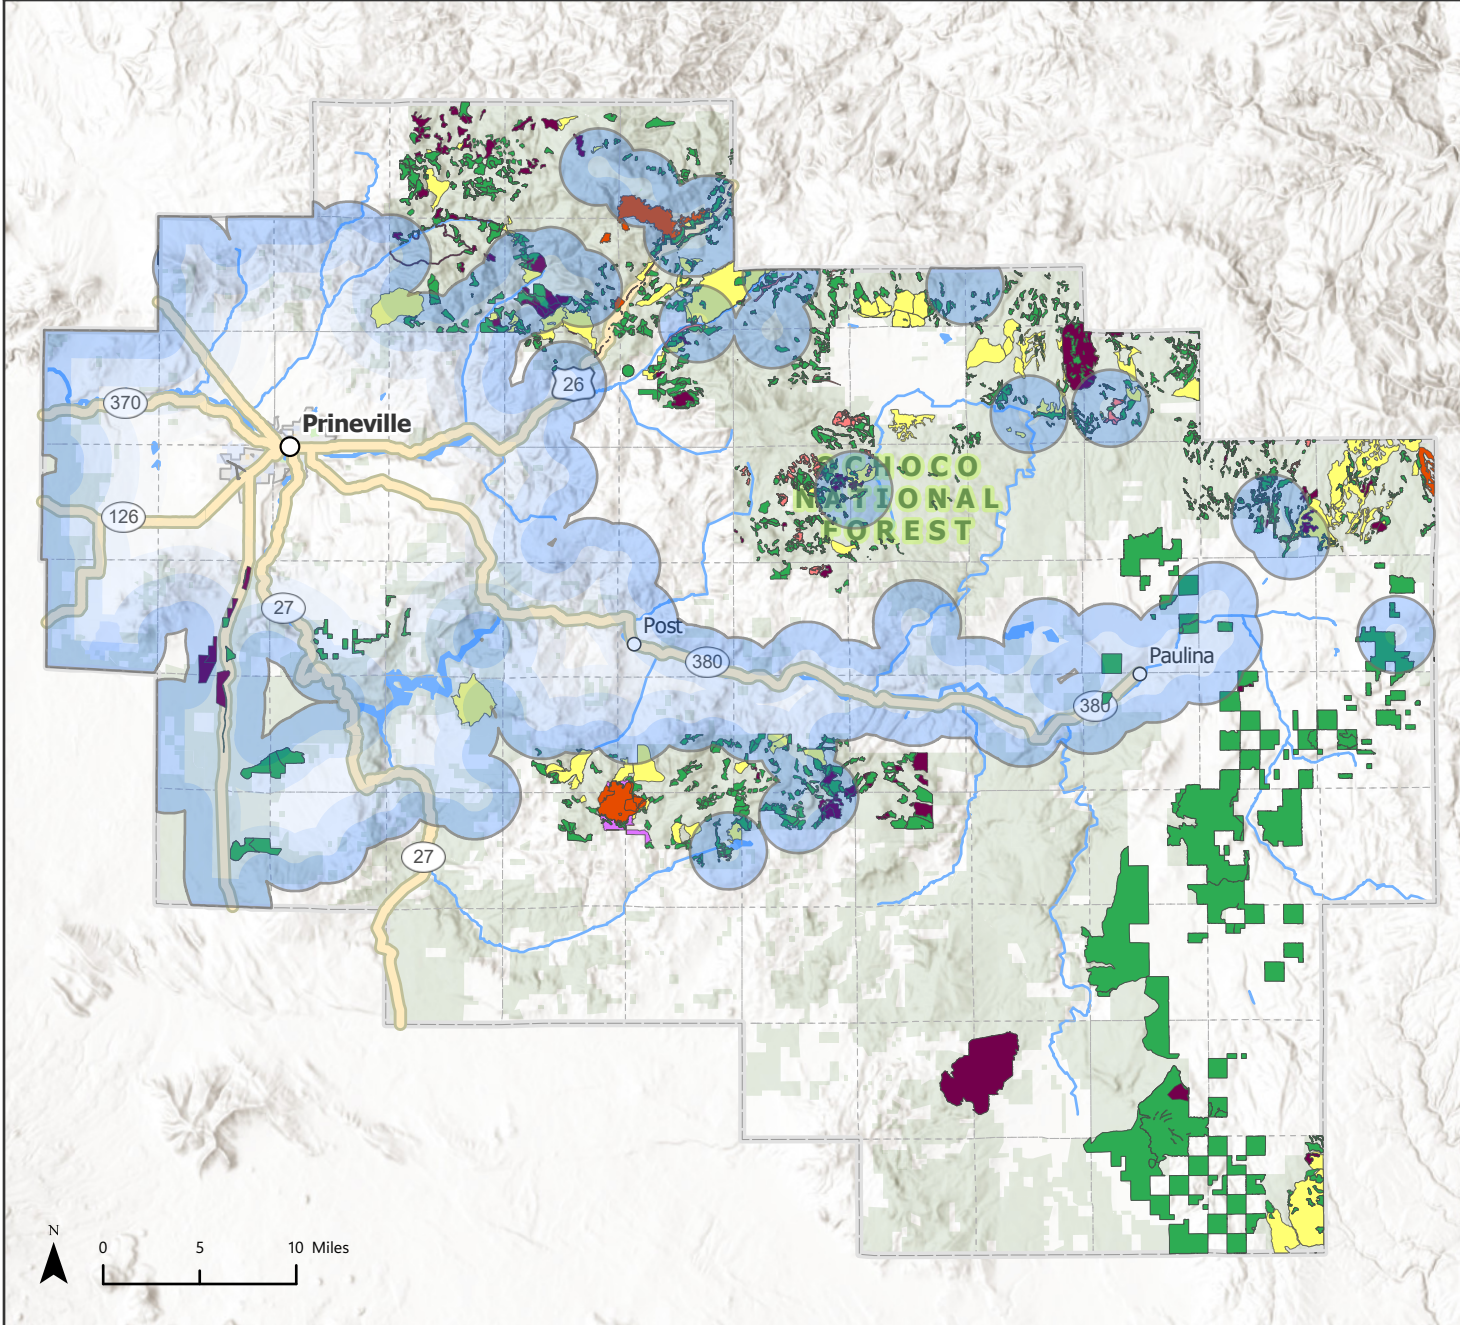 26
370
Prineville
OCHOCO
NATIONAL
FOREST
126
27
Post
380
Paulina
380
27
N
0 5 10 Miles